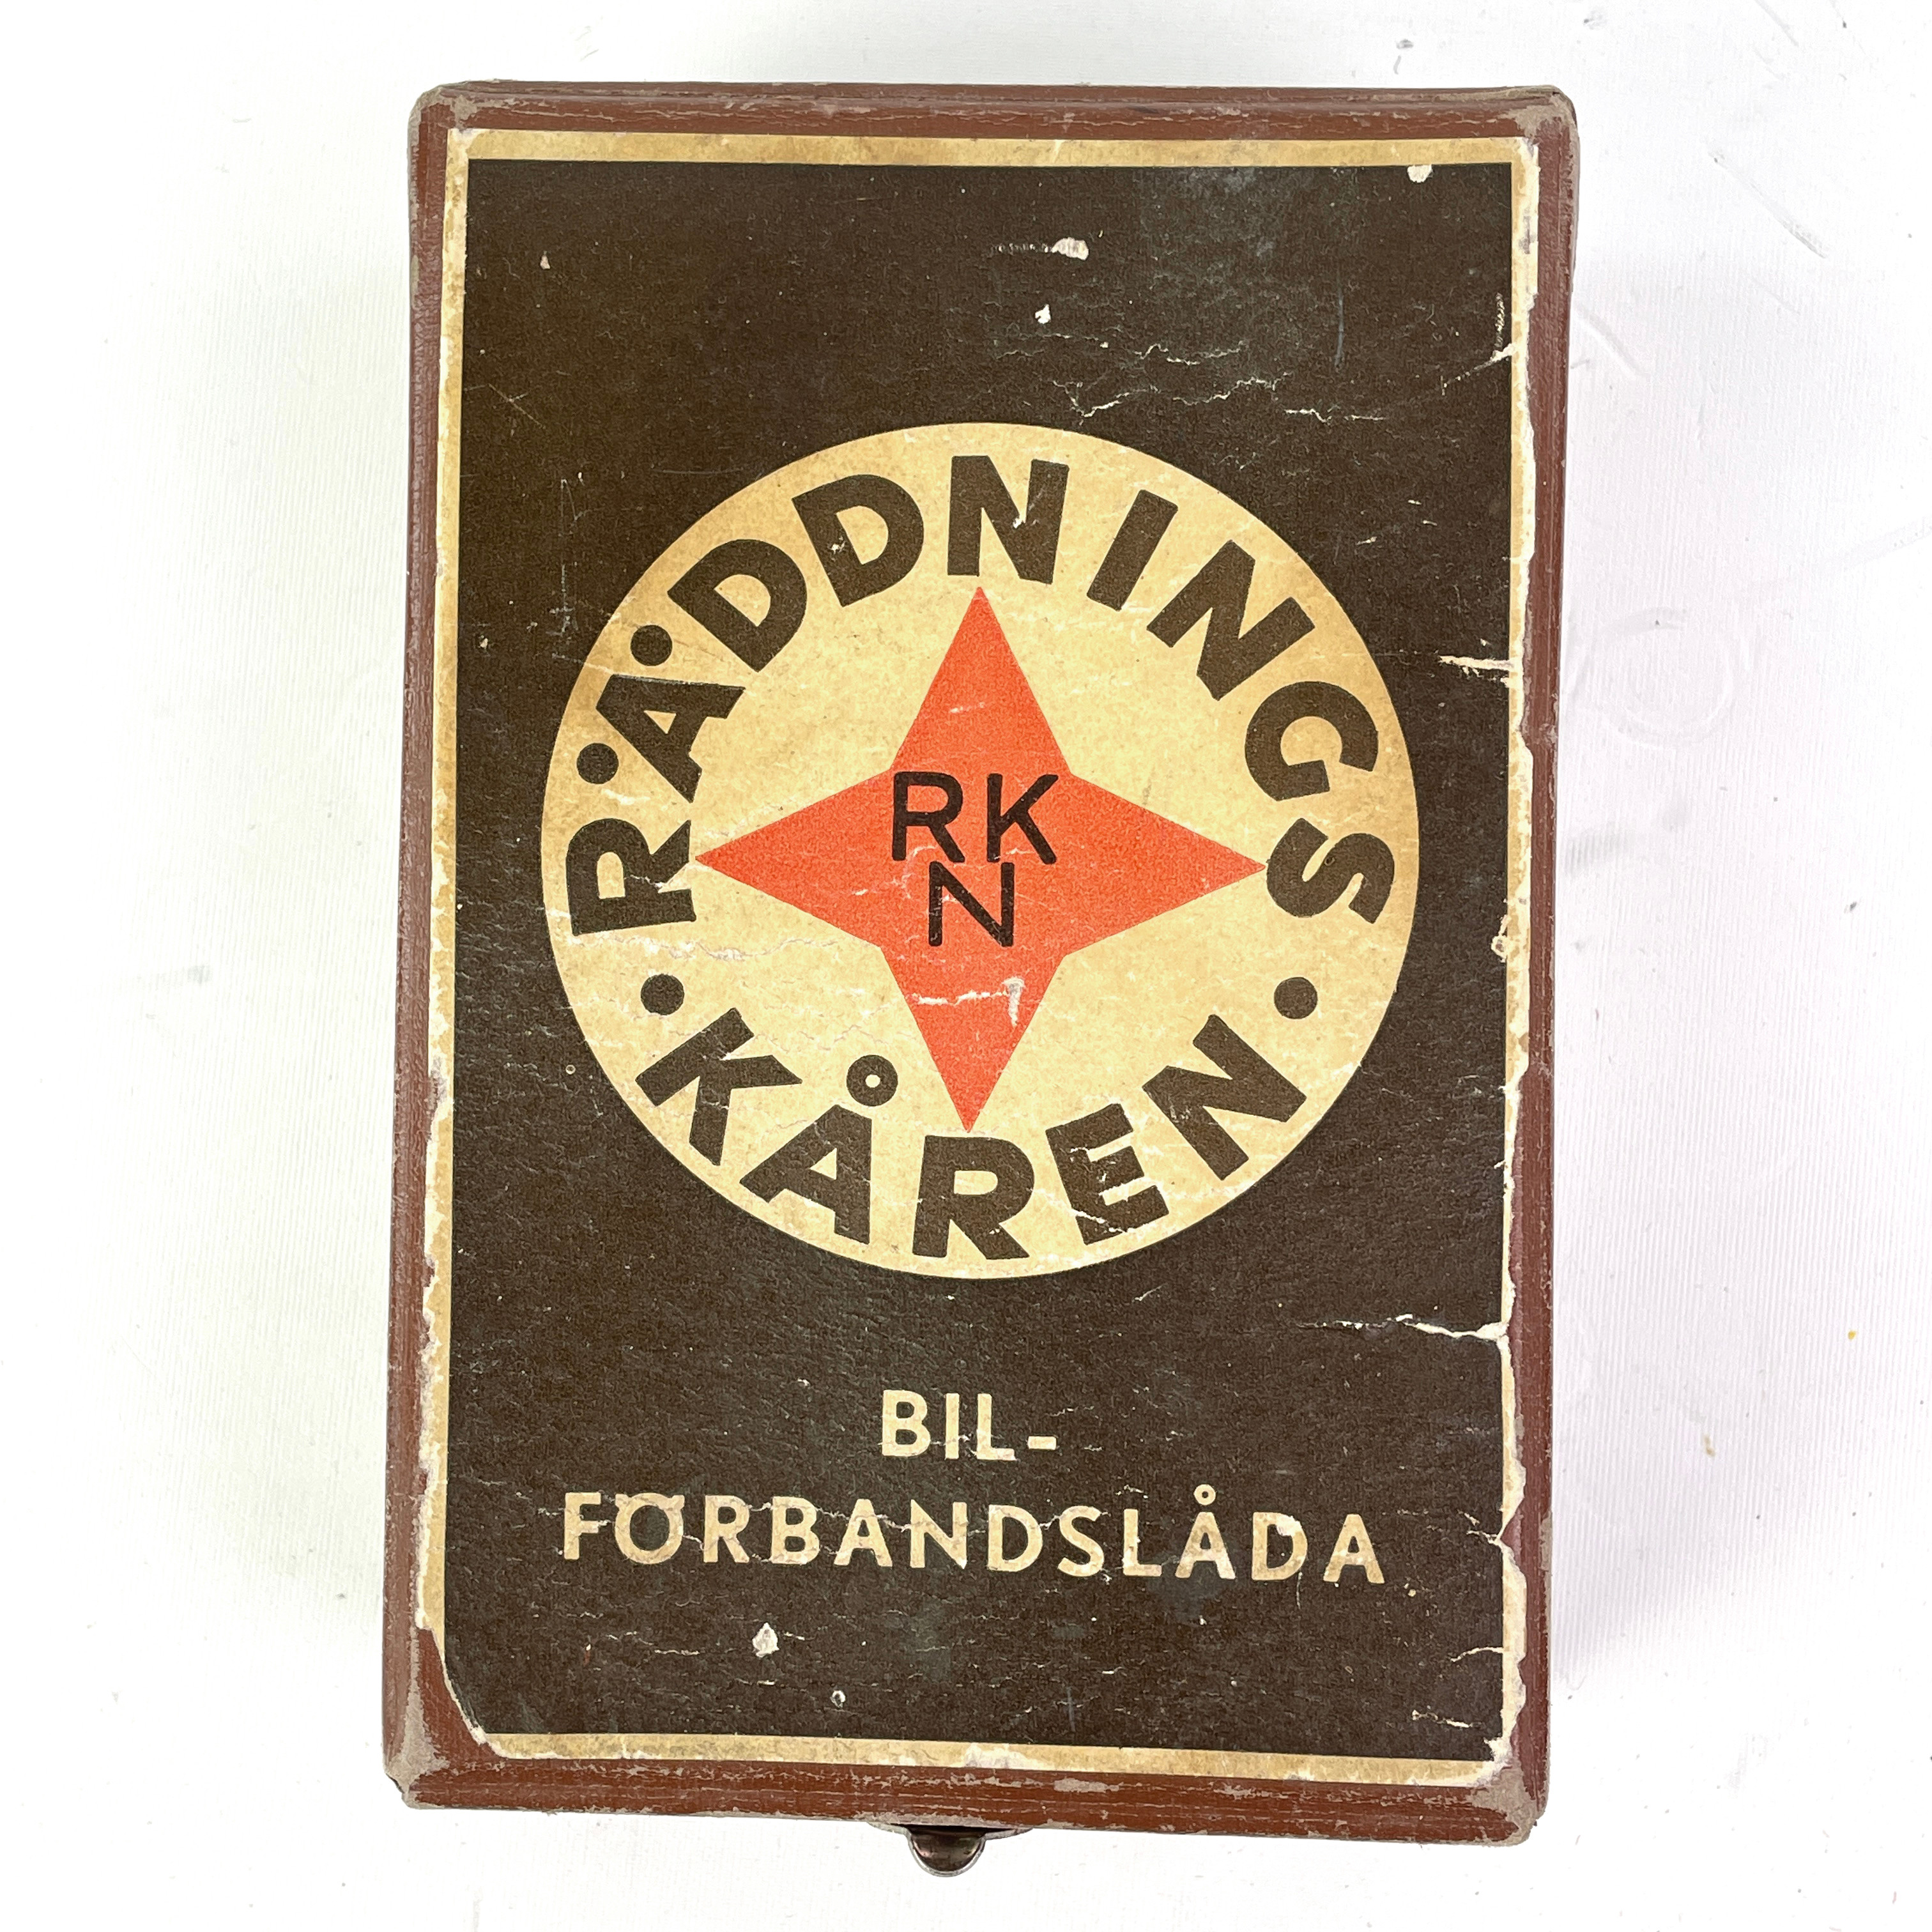 RÄDDNINGS
·KÅREN·
RK
N
BIL-
FÖRBANDSLÅDA